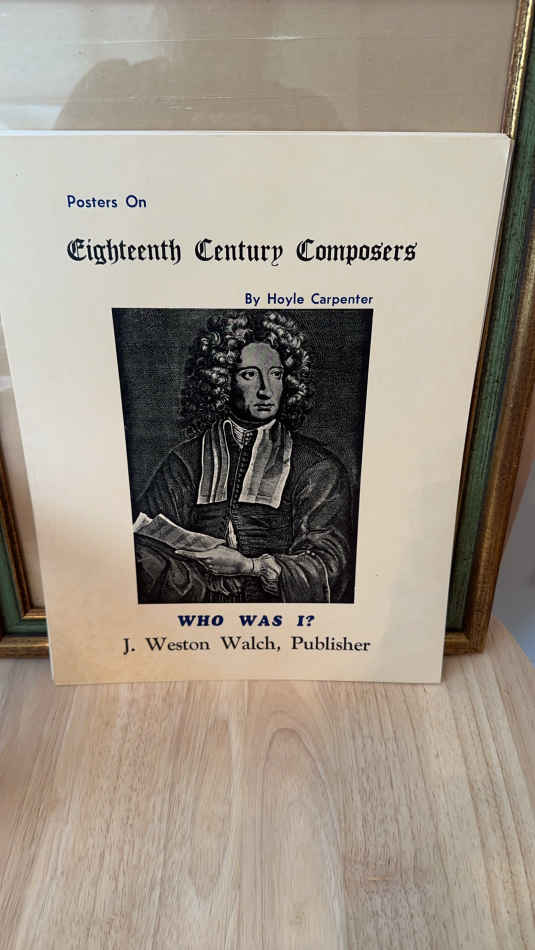 Posters On
Eighteenth Century Composers
By Hoyle Carpenter
WHO WAS I?
J. Weston Walch, Publisher